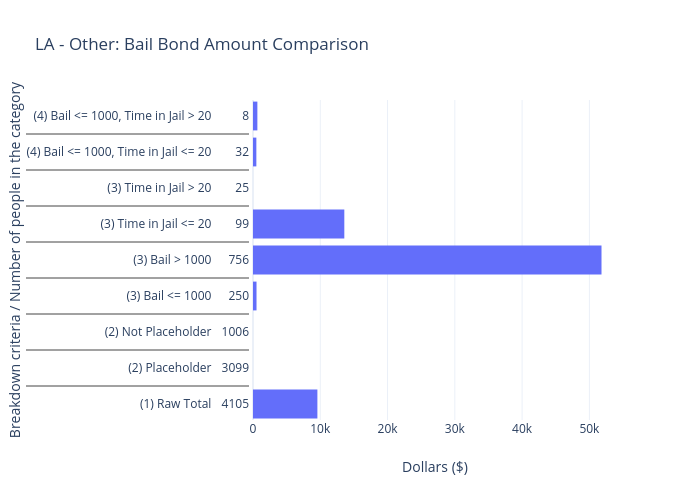 LA - Other: Bail Bond Amount Comparison
Breakdown criteria / Number of people in the category
(4) Bail <= 1000, Time in Jail > 20 8
(4) Bail <= 1000, Time in Jail <= 20 32
(3) Time in Jail > 20 25
(3) Time in Jail <= 20 99
(3) Bail > 1000 756
(3) Bail <= 1000 250
(2) Not Placeholder 1006
(2) Placeholder 3099
(1) Raw Total 4105
0 10k 20k 30k 40k 50k
Dollars ($)